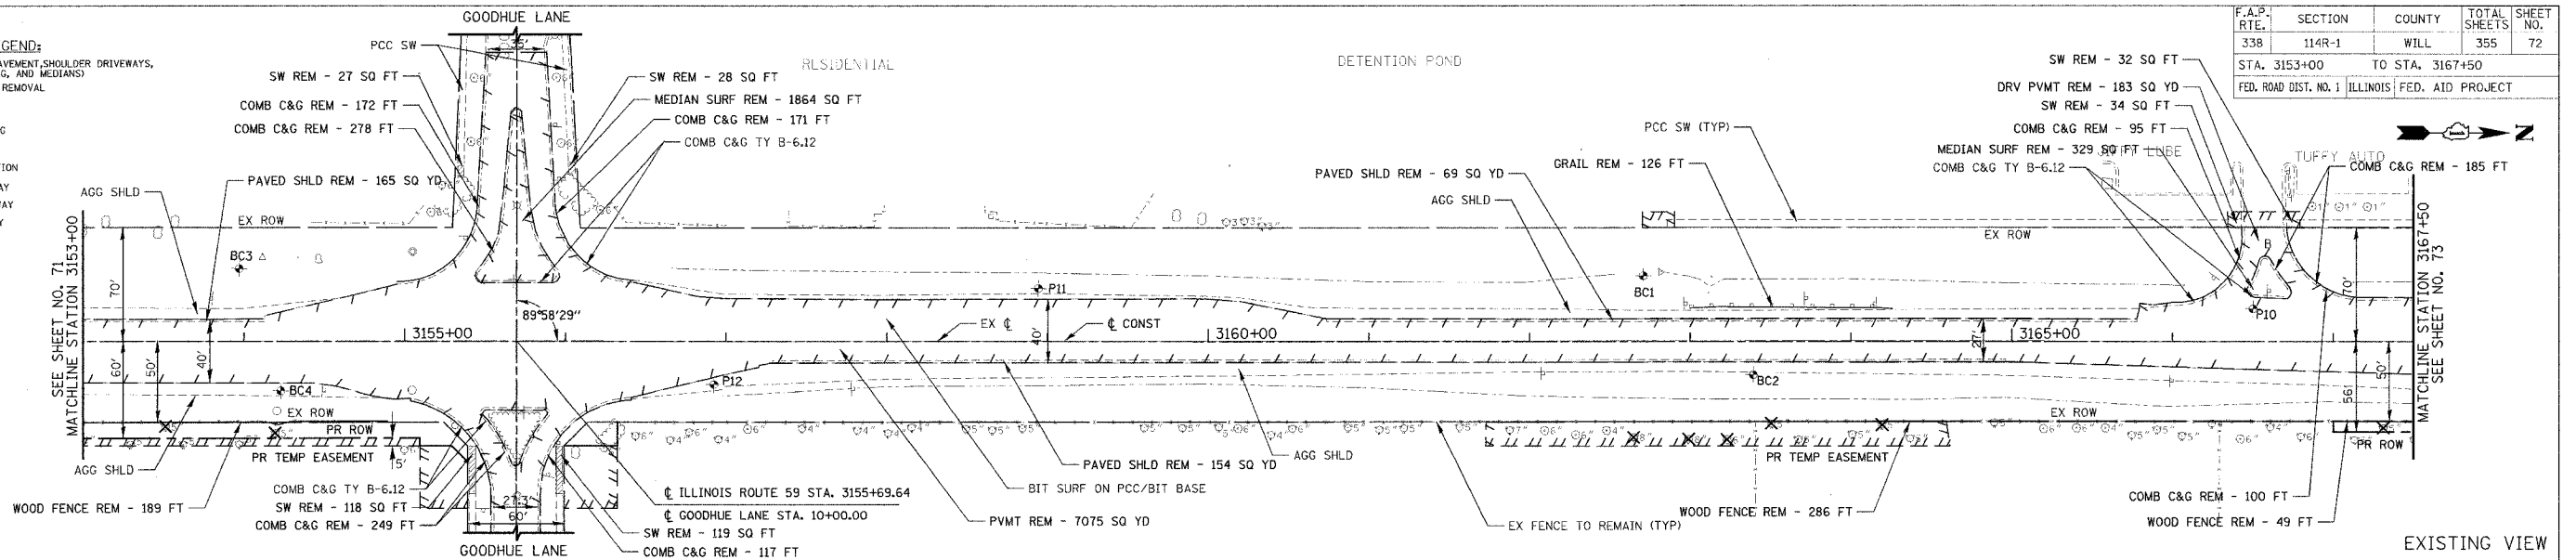 GOODHUE LANE
F.A.P. RTE. SECTION COUNTY TOTAL SHEETS SHEET NO.
338 114R-1 WILL 355 72
STA. 3153+00 TO STA. 3167+50
FED. ROAD DIST. NO. 1 ILLINOIS FED. AID PROJECT
PCC SW
35'
RESIDENTIAL
DETENTION POND
SW REM - 27 SQ FT
COMB C&G REM - 172 FT
COMB C&G REM - 278 FT
SW REM - 28 SQ FT
MEDIAN SURF REM - 1864 SQ FT
COMB C&G REM - 171 FT
COMB C&G TY B-6.12
SW REM - 32 SQ FT
DRV PVMT REM - 183 SQ YD
SW REM - 34 SQ FT
COMB C&G REM - 95 FT
MEDIAN SURF REM - 329 SQ FT
COMB C&G TY B-6.12
TUFFY AUTO
COMB C&G REM - 185 FT
PCC SW (TYP)
GRAIL REM - 126 FT
PAVED SHLD REM - 69 SQ YD
AGG SHLD
AGG SHLD
PAVED SHLD REM - 165 SQ YD
EX ROW
EX ROW
SEE SHEET NO. 71
MATCHLINE STATION 3153+00
MATCHLINE STATION 3167+50
SEE SHEET NO. 73
BC3
P11
BC1
P10
70'
60'
50'
40'
89°58'29"
3155+00
EX ℄
℄ CONST
40'
3160+00
27'
3165+00
70'
56'
50'
BC4
P12
BC2
EX ROW
PR ROW
PR TEMP EASEMENT
5'
AGG SHLD
WOOD FENCE REM - 189 FT
COMB C&G TY B-6.12
SW REM - 118 SQ FT
COMB C&G REM - 249 FT
27.3'
60'
GOODHUE LANE
℄ ILLINOIS ROUTE 59 STA. 3155+69.64
℄ GOODHUE LANE STA. 10+00.00
SW REM - 119 SQ FT
COMB C&G REM - 117 FT
PAVED SHLD REM - 154 SQ YD
AGG SHLD
BIT SURF ON PCC/BIT BASE
PVMT REM - 7075 SQ YD
EX FENCE TO REMAIN (TYP)
WOOD FENCE REM - 286 FT
PR TEMP EASEMENT
EX ROW
PR ROW
COMB C&G REM - 100 FT
WOOD FENCE REM - 49 FT
EXISTING VIEW